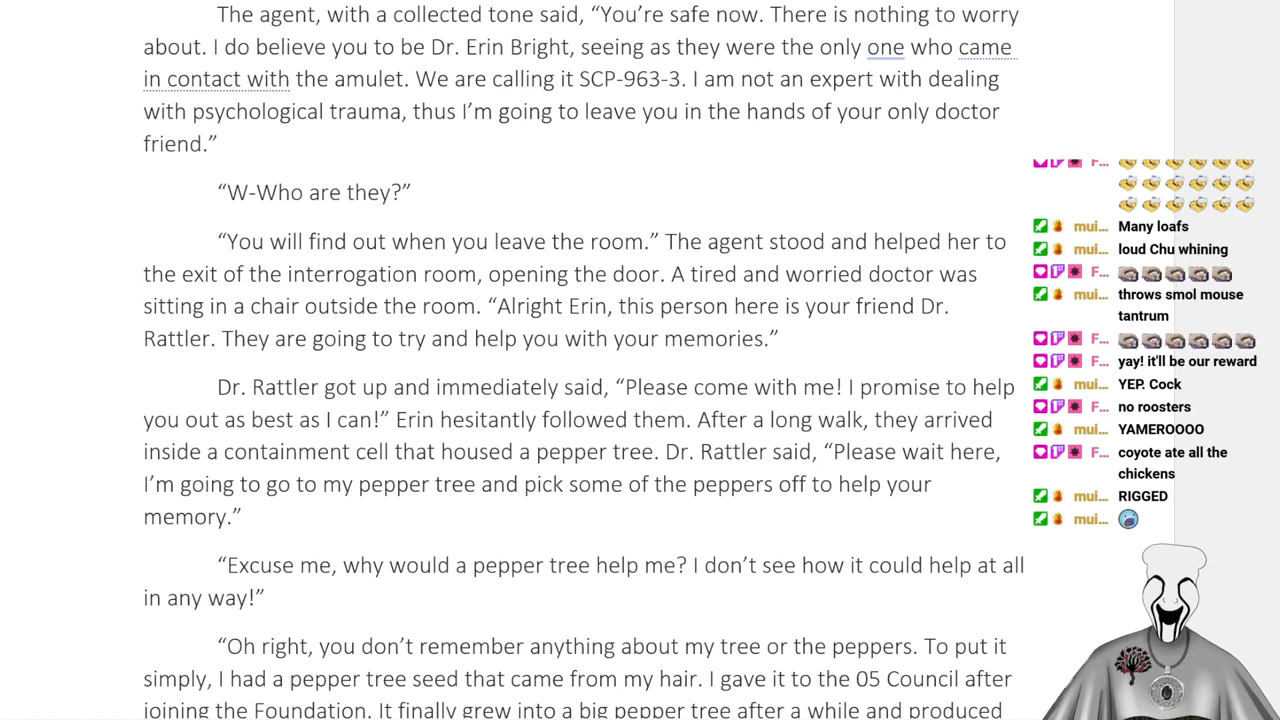 The agent, with a collected tone said, “You’re safe now. There is nothing to worry
about. I do believe you to be Dr. Erin Bright, seeing as they were the only one who came
in contact with the amulet. We are calling it SCP-963-3. I am not an expert with dealing
with psychological trauma, thus I’m going to leave you in the hands of your only doctor
friend.”
“W-Who are they?”
“You will find out when you leave the room.” The agent stood and helped her to
the exit of the interrogation room, opening the door. A tired and worried doctor was
sitting in a chair outside the room. “Alright Erin, this person here is your friend Dr.
Rattler. They are going to try and help you with your memories.”
Dr. Rattler got up and immediately said, “Please come with me! I promise to help
you out as best as I can!” Erin hesitantly followed them. After a long walk, they arrived
inside a containment cell that housed a pepper tree. Dr. Rattler said, “Please wait here,
I’m going to go to my pepper tree and pick some of the peppers off to help your
memory.”
“Excuse me, why would a pepper tree help me? I don’t see how it could help at all
in any way!”
“Oh right, you don’t remember anything about my tree or the peppers. To put it
simply, I had a pepper tree seed that came from my hair. I gave it to the 05 Council after
joining the Foundation. It finally grew into a big pepper tree after a while and produced
F...
mui... Many loafs
mui... loud Chu whining
F...
mui... throws smol mouse
tantrum
F...
F... yay! it'll be our reward
mui... YEP. Cock
F... no roosters
mui... YAMEROOOO
F... coyote ate all the
chickens
mui... RIGGED
mui...